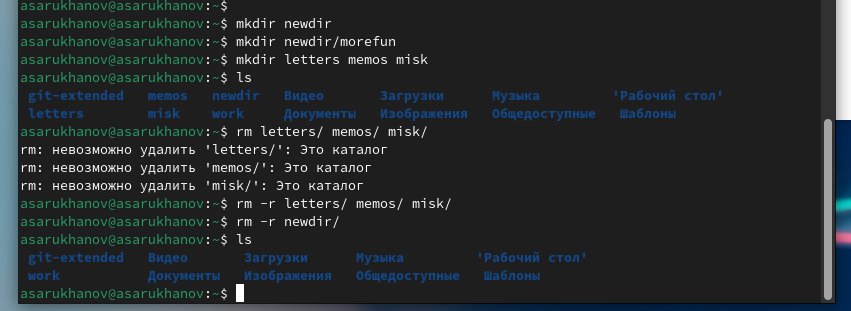 asarukhanov@asarukhanov:~$
asarukhanov@asarukhanov:~$ mkdir newdir
asarukhanov@asarukhanov:~$ mkdir newdir/morefun
asarukhanov@asarukhanov:~$ mkdir letters memos misk
asarukhanov@asarukhanov:~$ ls
git-extended memos newdir Видео Загрузки Музыка 'Рабочий стол'
letters misk work Документы Изображения Общедоступные Шаблоны
asarukhanov@asarukhanov:~$ rm letters/ memos/ misk/
rm: невозможно удалить 'letters/': Это каталог
rm: невозможно удалить 'memos/': Это каталог
rm: невозможно удалить 'misk/': Это каталог
asarukhanov@asarukhanov:~$ rm -r letters/ memos/ misk/
asarukhanov@asarukhanov:~$ rm -r newdir/
asarukhanov@asarukhanov:~$ ls
git-extended Видео Загрузки Музыка 'Рабочий стол'
work Документы Изображения Общедоступные Шаблоны
asarukhanov@asarukhanov:~$